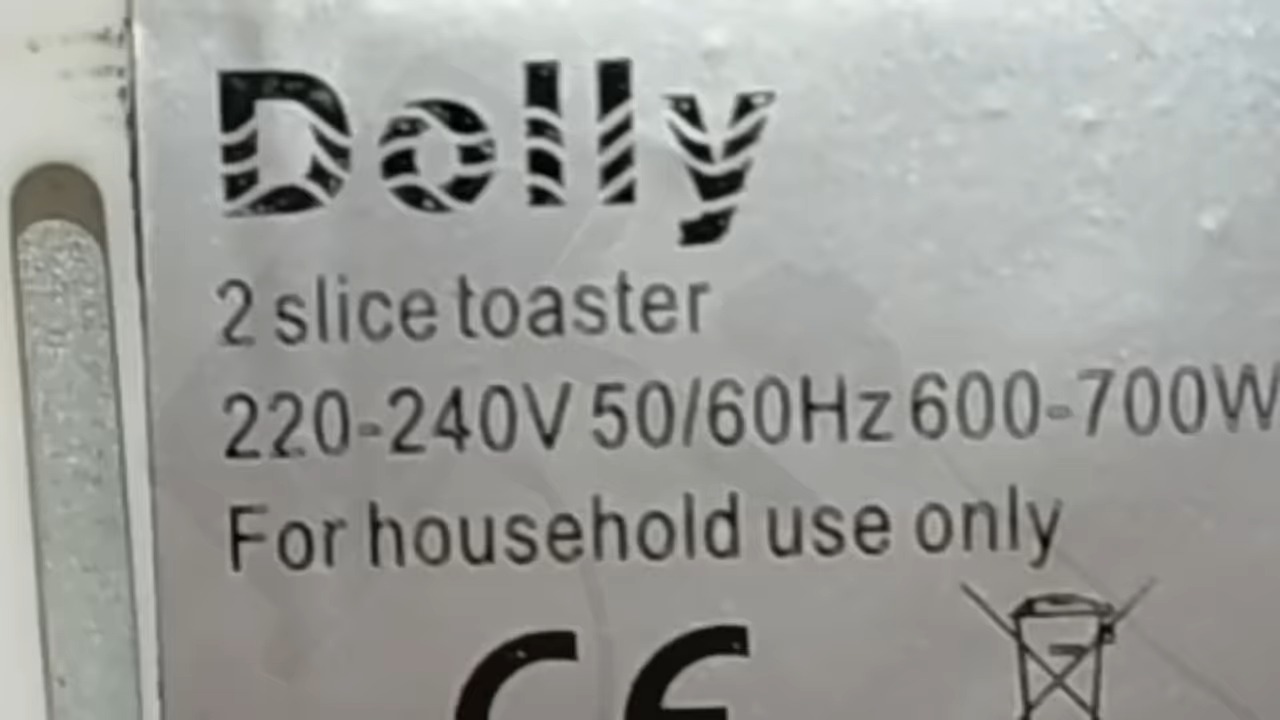 Dolly
2 slice toaster
220-240V 50/60Hz 600-700W
For household use only
CE